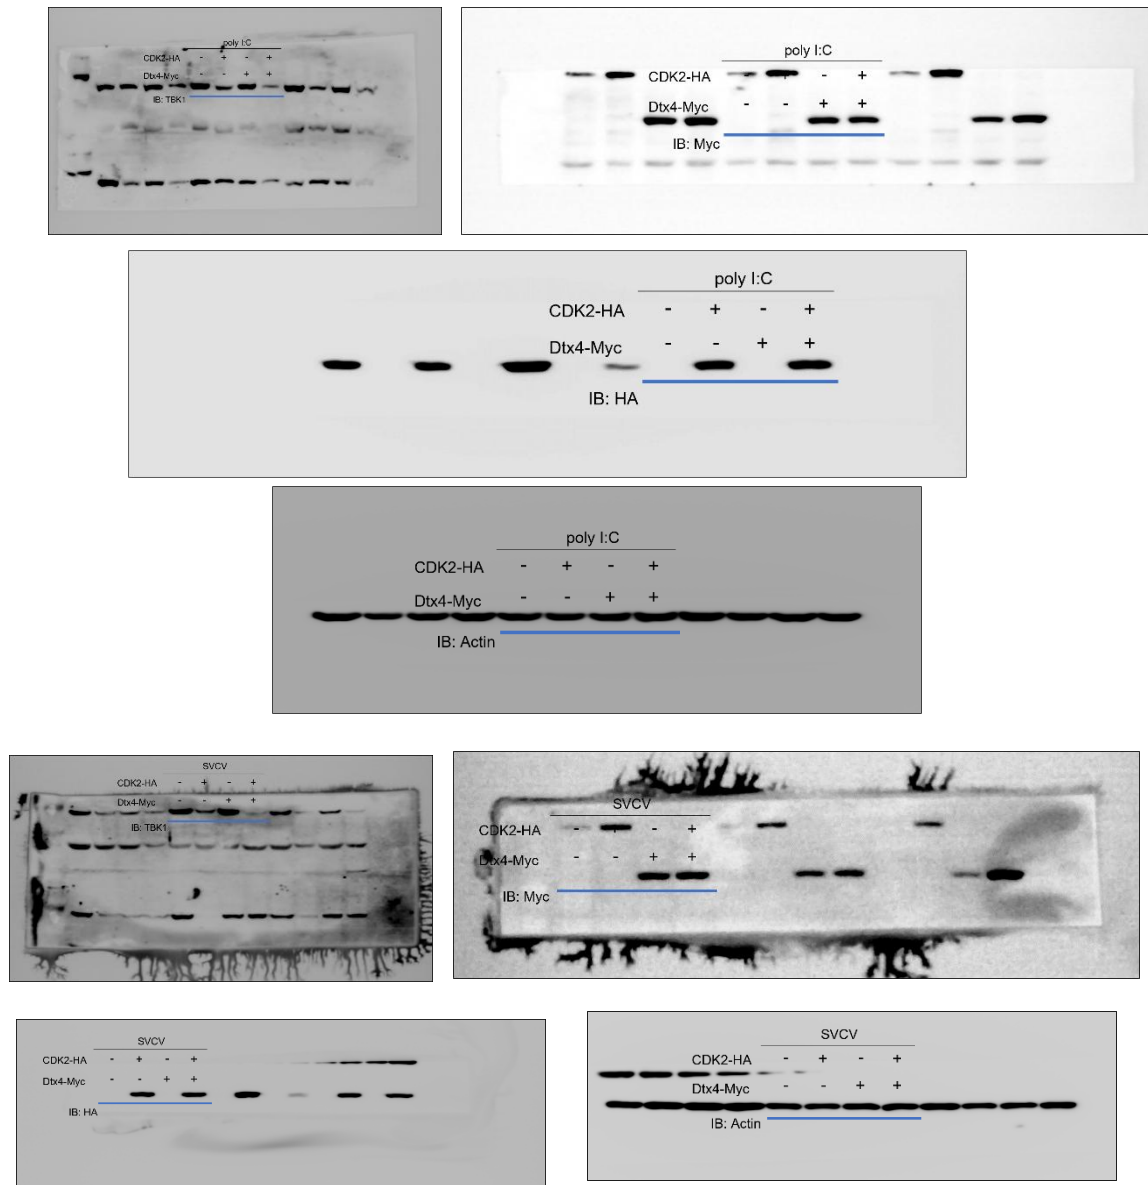 poly I:C
CDK2-HA - + - +
Dtx4-Myc - - + +
IB: TBK1
poly I:C
CDK2-HA - +
Dtx4-Myc - - + +
IB: Myc
poly I:C
CDK2-HA - + - +
Dtx4-Myc - - + +
IB: HA
poly I:C
CDK2-HA - + - +
Dtx4-Myc - - + +
IB: Actin
SVCV
CDK2-HA - + - +
Dtx4-Myc - - + +
IB: TBK1
SVCV
CDK2-HA - - - +
Dtx4-Myc - - + +
IB: Myc
SVCV
CDK2-HA - + - +
Dtx4-Myc - - + +
IB: HA
SVCV
CDK2-HA - + - +
Dtx4-Myc - - + +
IB: Actin